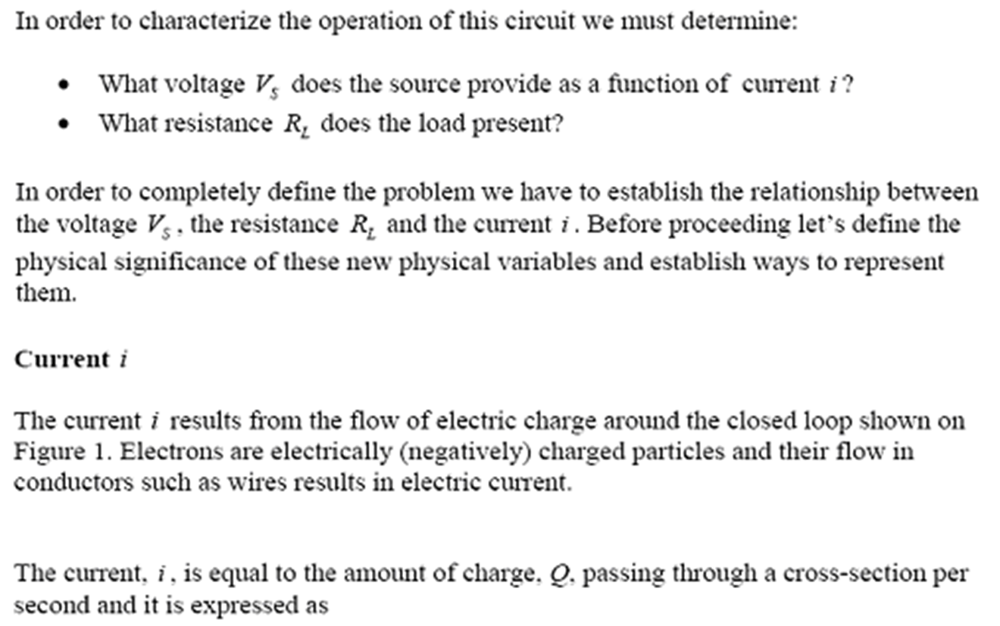 In order to characterize the operation of this circuit we must determine:
• What voltage V_S does the source provide as a function of current i?
• What resistance R_L does the load present?
In order to completely define the problem we have to establish the relationship between
the voltage V_S, the resistance R_L and the current i. Before proceeding let's define the
physical significance of these new physical variables and establish ways to represent
them.
Current i
The current i results from the flow of electric charge around the closed loop shown on
Figure 1. Electrons are electrically (negatively) charged particles and their flow in
conductors such as wires results in electric current.
The current, i, is equal to the amount of charge, Q, passing through a cross-section per
second and it is expressed as